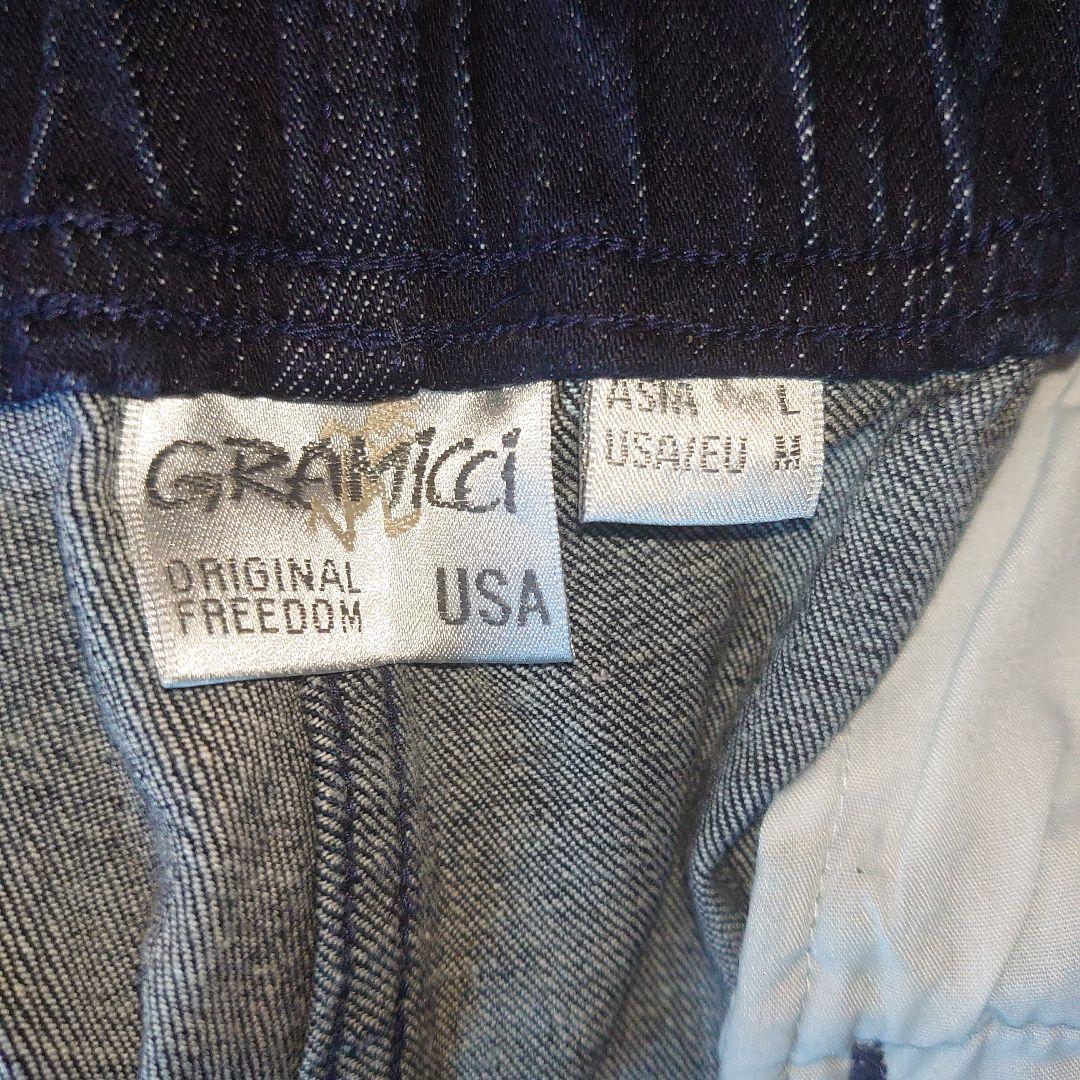 GRAMICCI
ORIGINAL
FREEDOM
USA
ASIA L
USA/EU M